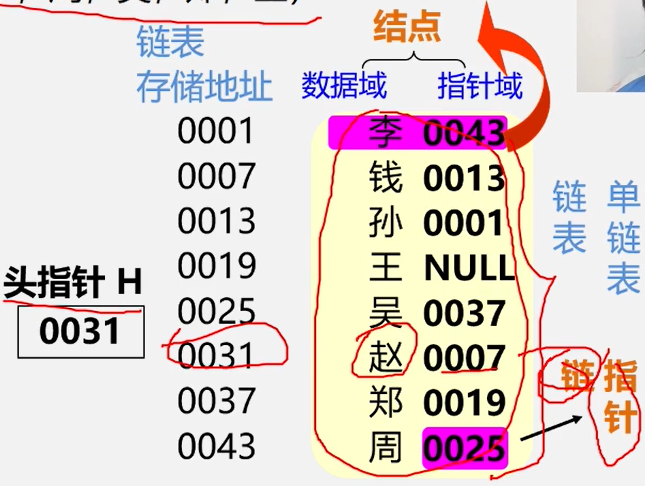 链表 结点
存储地址 数据域 指针域
0001 李 0043
0007 钱 0013
0013 孙 0001
0019 王 NULL
0025 吴 0037
0031 赵 0007
0037 郑 0019
0043 周 0025
头指针 H
0031
链表
单链表
链
指针